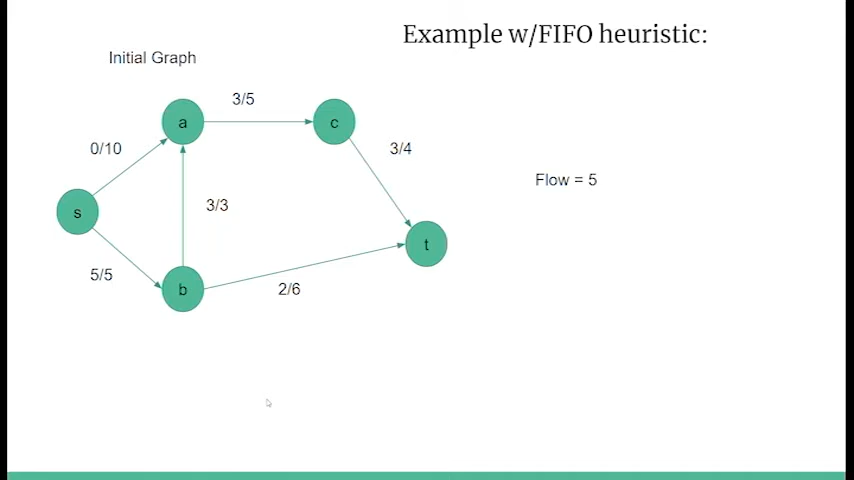 Example w/FIFO heuristic:
Initial Graph
3/5
a
c
0/10
3/4
Flow = 5
3/3
s
t
5/5
b
2/6